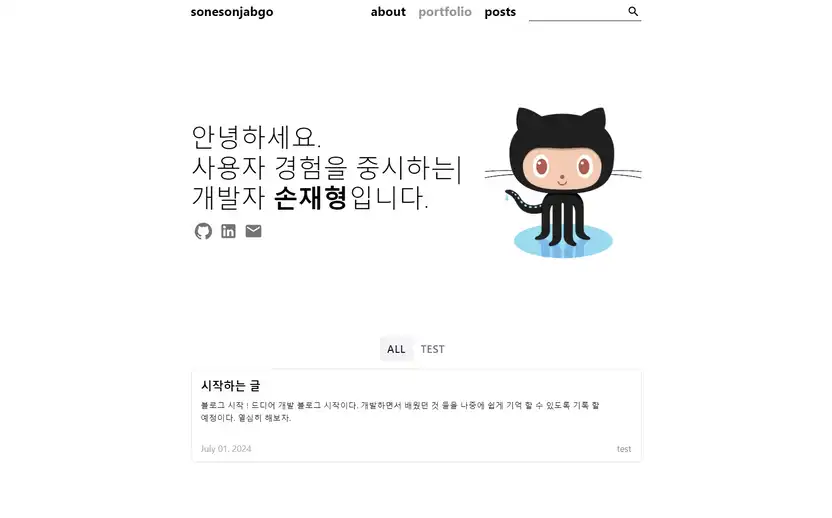 sonesonjabgo
about portfolio posts
안녕하세요.
사용자 경험을 중시하는|
개발자 손재형입니다.
ALL TEST
시작하는 글
블로그 시작 ! 드디어 개발 블로그 시작이다. 개발하면서 배웠던 것 들을 나중에 쉽게 기억 할 수 있도록 기록 할
예정이다. 열심히 해보자.
July 01, 2024 test